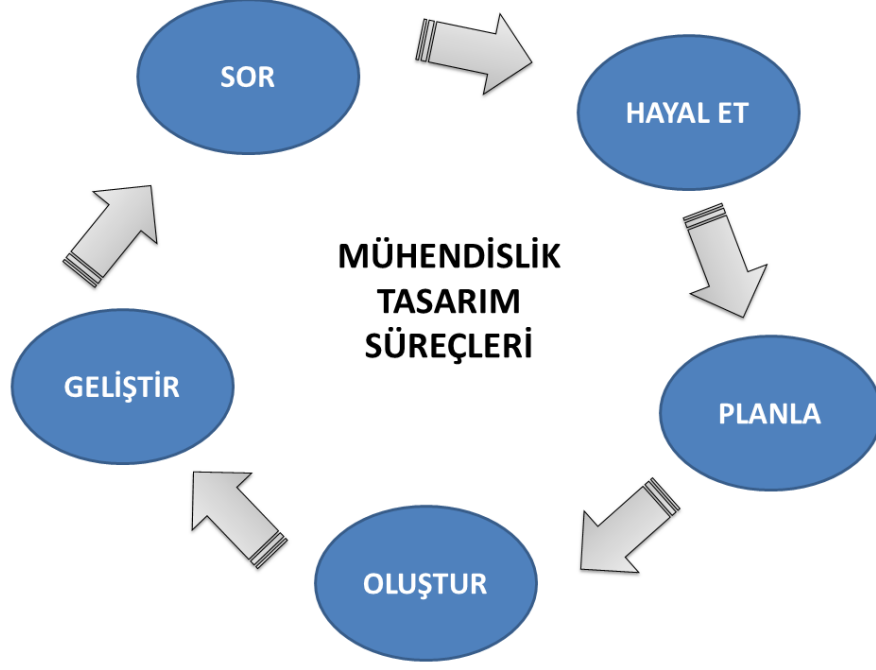 SOR
HAYAL ET
MÜHENDİSLİK
TASARIM
SÜREÇLERİ
GELİŞTİR
PLANLA
OLUŞTUR